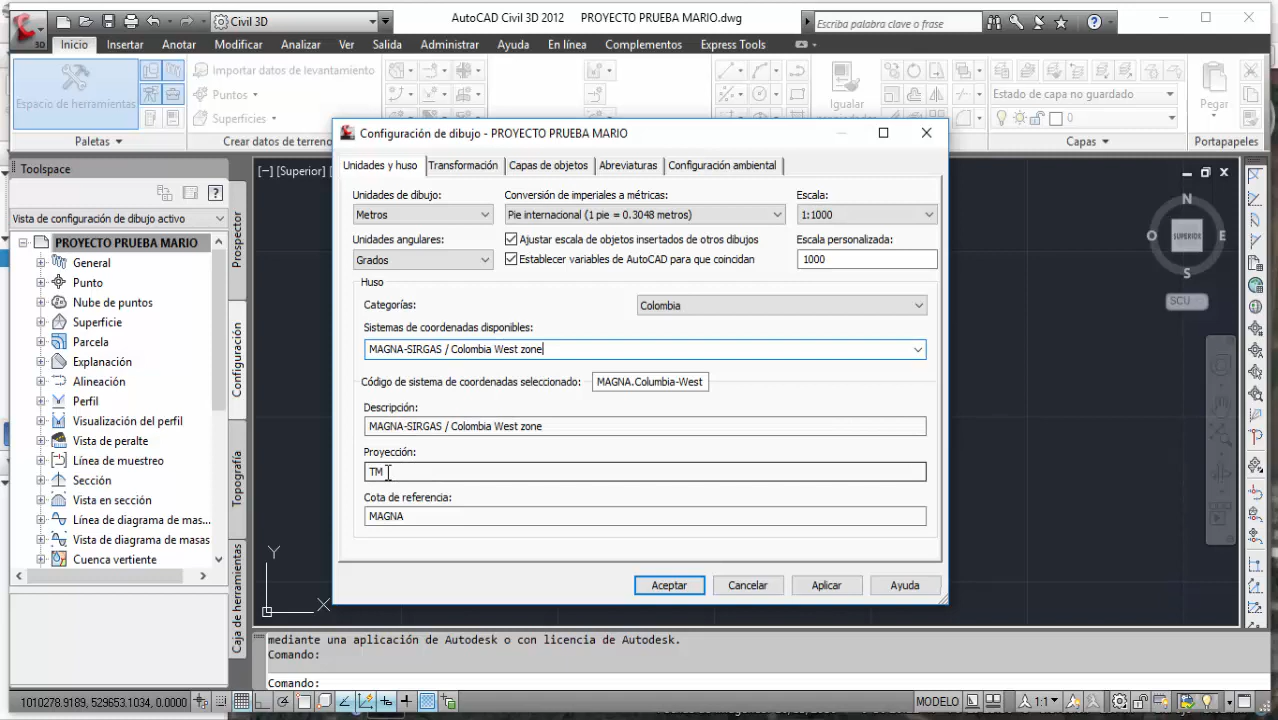 Civil 3D
AutoCAD Civil 3D 2012 PROYECTO PRUEBA MARIO.dwg
Escriba palabra clave o frase
3D
Inicio Insertar Anotar Modificar Analizar Ver Salida Administrar Ayuda En línea Complementos Express Tools
Espacio de herramientas
Importar datos de levantamiento
Puntos
Superficies
Igualar
Estado de capa no guardado
0
Pegar
Paletas
Crear datos de terreno
Capas
Portapapeles
Toolspace
Vista de configuración de dibujo activo
PROYECTO PRUEBA MARIO
General
Punto
Nube de puntos
Superficie
Parcela
Explanación
Alineación
Perfil
Visualización del perfil
Vista de peralte
Línea de muestreo
Sección
Vista en sección
Línea de diagrama de mas...
Vista de diagrama de masas
Cuenca vertiente
Prospector
Configuración
Topografía
Caja de herramientas
[−] [Superior] [
N
O SUPERIOR E
S
SCU
Configuración de dibujo - PROYECTO PRUEBA MARIO
Unidades y huso Transformación Capas de objetos Abreviaturas Configuración ambiental
Unidades de dibujo: Conversión de imperiales a métricas: Escala:
Metros Pie internacional (1 pie = 0.3048 metros) 1:1000
Unidades angulares: Ajustar escala de objetos insertados de otros dibujos Escala personalizada:
Grados Establecer variables de AutoCAD para que coincidan 1000
Huso
Categorías: Colombia
Sistemas de coordenadas disponibles:
MAGNA-SIRGAS / Colombia West zone
Código de sistema de coordenadas seleccionado: MAGNA.Columbia-West
Descripción:
MAGNA-SIRGAS / Colombia West zone
Proyección:
TM
Cota de referencia:
MAGNA
Aceptar Cancelar Aplicar Ayuda
Y
X
mediante una aplicación de Autodesk o con licencia de Autodesk.
Comando:
Comando:
1010278.9189, 529653.1034, 0.0000
MODELO
1:1